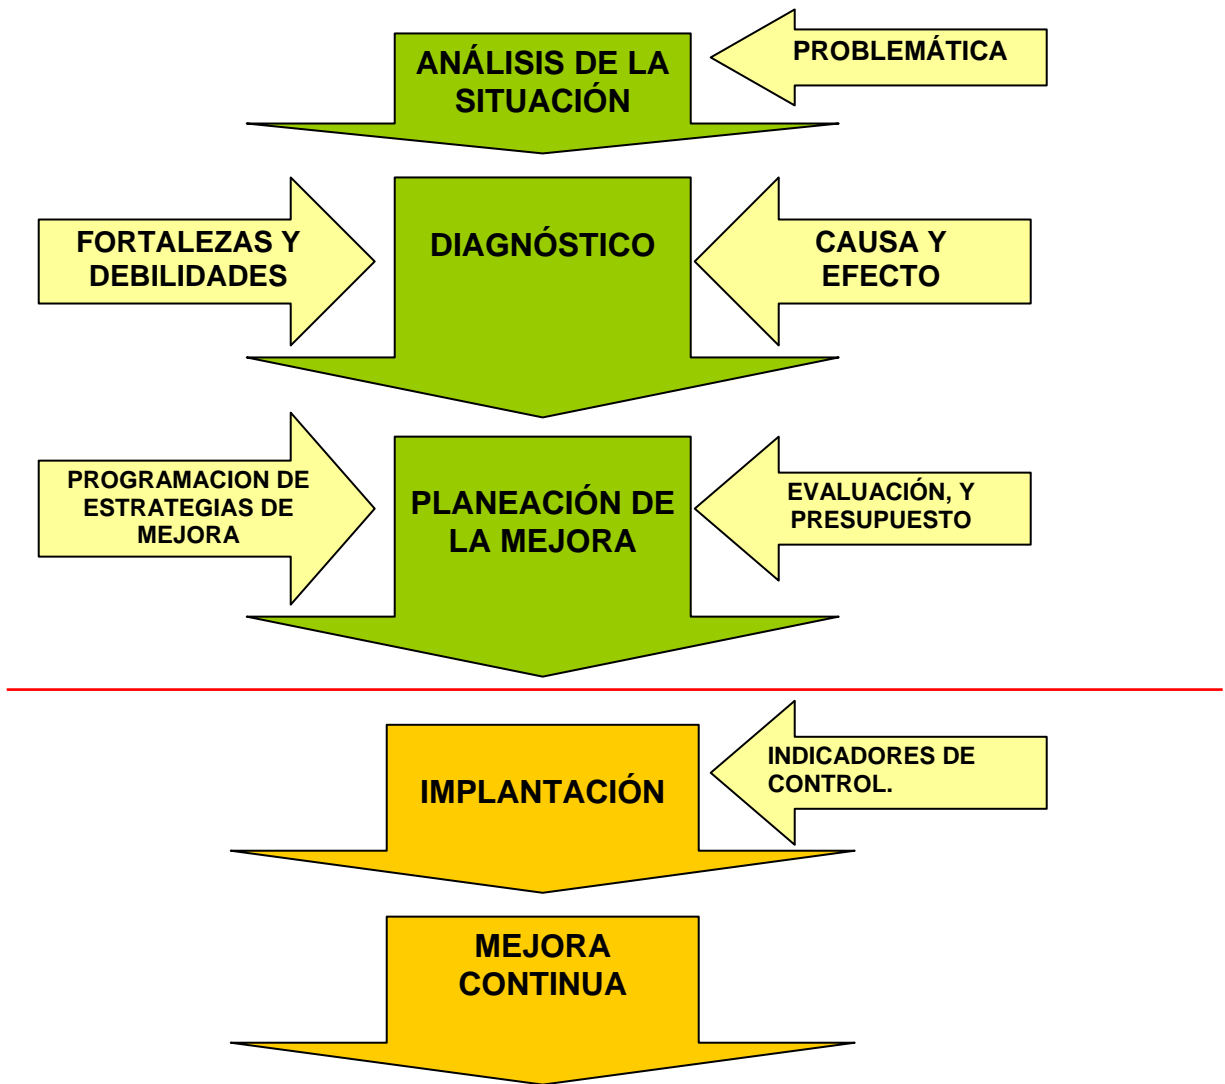 ANÁLISIS DE LA
SITUACIÓN
PROBLEMÁTICA
FORTALEZAS Y
DEBILIDADES
DIAGNÓSTICO
CAUSA Y
EFECTO
PROGRAMACION DE
ESTRATEGIAS DE
MEJORA
PLANEACIÓN DE
LA MEJORA
EVALUACIÓN, Y
PRESUPUESTO
IMPLANTACIÓN
INDICADORES DE
CONTROL.
MEJORA
CONTINUA